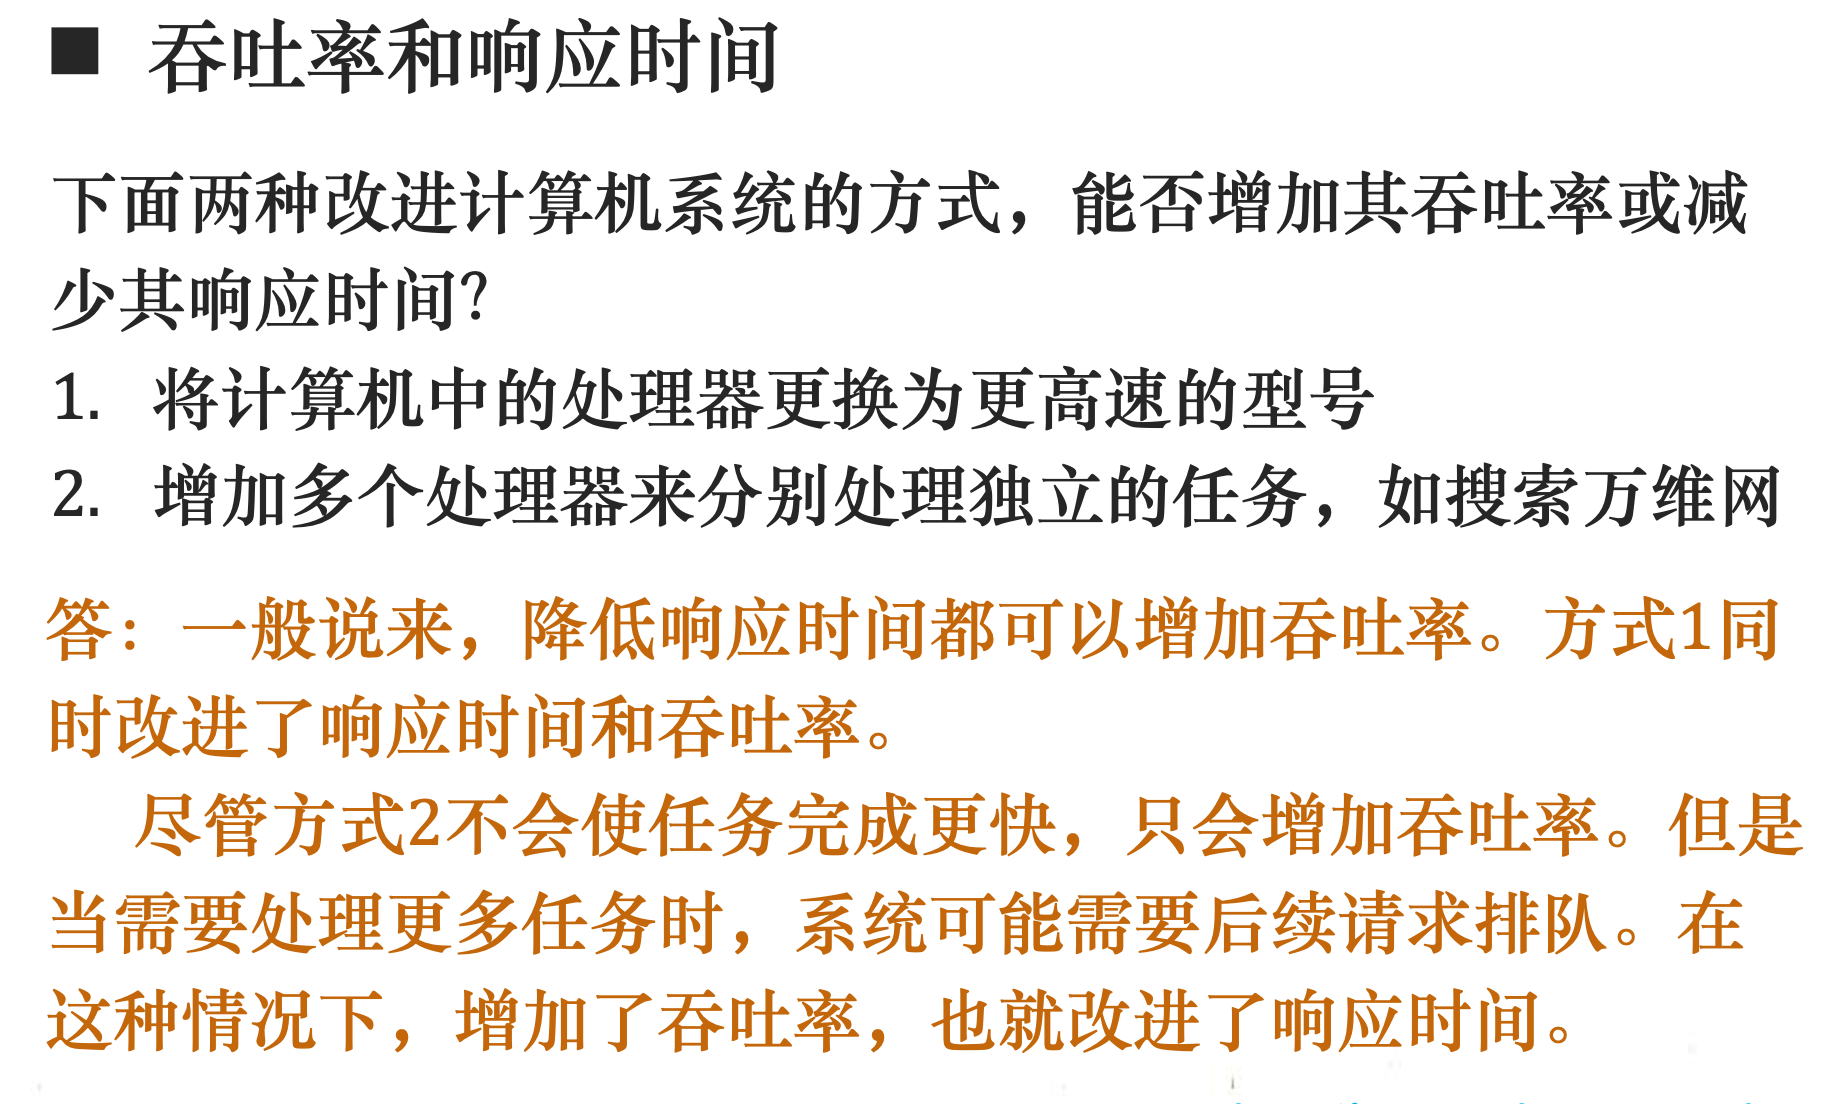 ■ 吞吐率和响应时间
下面两种改进计算机系统的方式，能否增加其吞吐率或减
少其响应时间？
1. 将计算机中的处理器更换为更高速的型号
2. 增加多个处理器来分别处理独立的任务，如搜索万维网
答：一般说来，降低响应时间都可以增加吞吐率。方式1同
时改进了响应时间和吞吐率。
尽管方式2不会使任务完成更快，只会增加吞吐率。但是
当需要处理更多任务时，系统可能需要后续请求排队。在
这种情况下，增加了吞吐率，也就改进了响应时间。